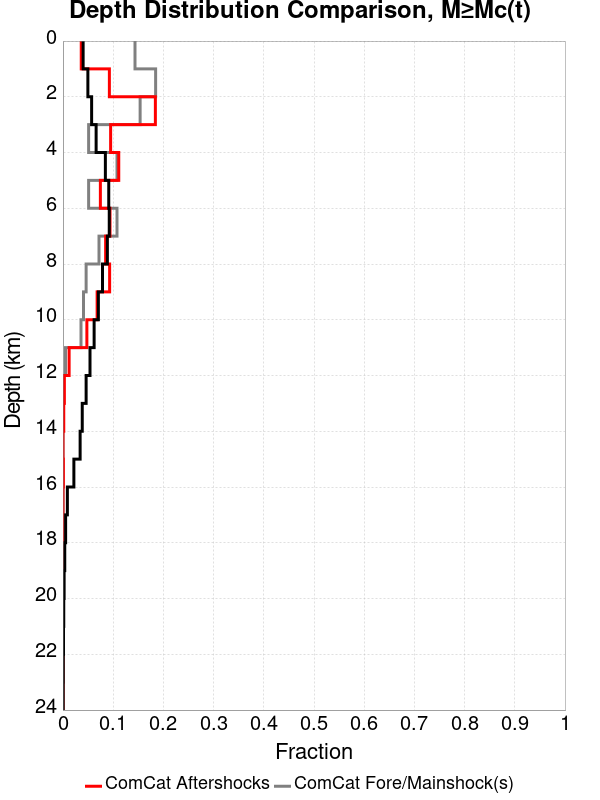 Depth Distribution Comparison, M≥Mc(t)
0
2
4
6
8
10
12
14
16
18
20
22
24
Depth (km)
0 0.1 0.2 0.3 0.4 0.5 0.6 0.7 0.8 0.9 1
Fraction
ComCat Aftershocks ComCat Fore/Mainshock(s)